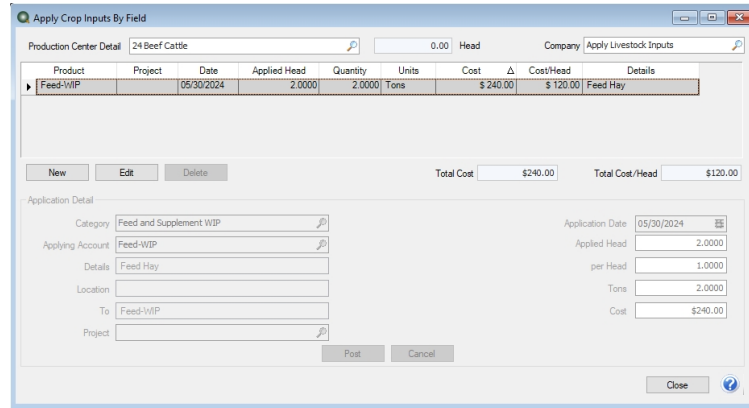 Apply Crop Inputs By Field
Production Center Detail 24 Beef Cattle 0.00 Head Company Apply Livestock Inputs
Product Project Date Applied Head Quantity Units Cost Cost/Head Details
Feed-WIP 05/30/2024 2.0000 2.0000 Tons $ 240.00 $ 120.00 Feed Hay
New Edit Delete Total Cost $240.00 Total Cost/Head $120.00
Application Detail
Category Feed and Supplement WIP Application Date 05/30/2024
Applying Account Feed-WIP Applied Head 2.0000
Details Feed Hay per Head 1.0000
Location Tons 2.0000
To Feed-WIP Cost $240.00
Project
Post Cancel
Close ?